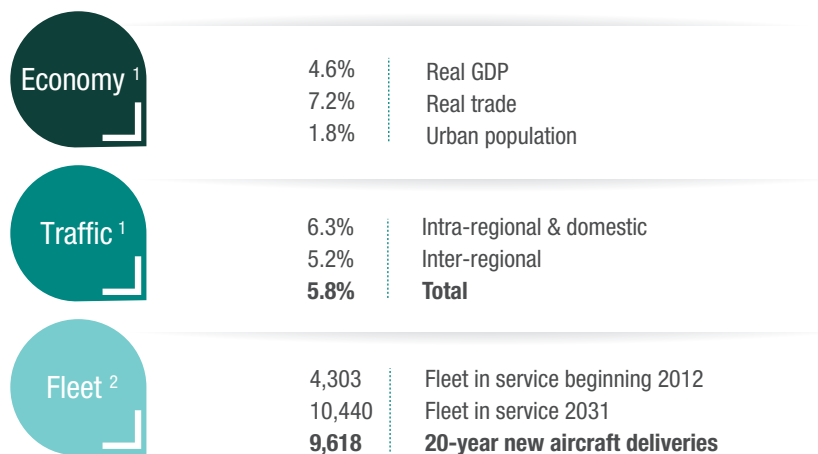 Economy 1
4.6% Real GDP
7.2% Real trade
1.8% Urban population
Traffic 1
6.3% Intra-regional & domestic
5.2% Inter-regional
5.8% Total
Fleet 2
4,303 Fleet in service beginning 2012
10,440 Fleet in service 2031
9,618 20-year new aircraft deliveries